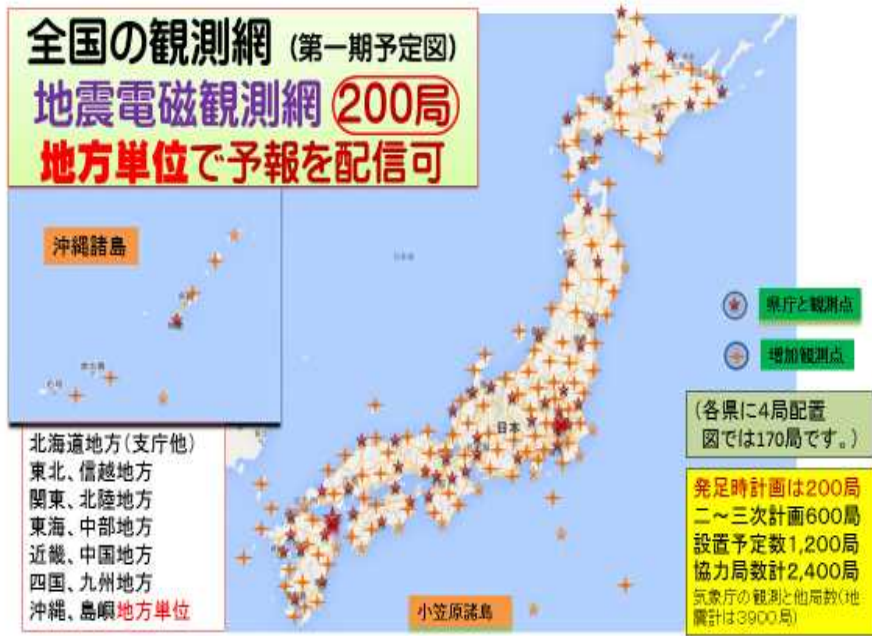 全国の観測網 (第一期予定図)
地震電磁観測網 200局
地方単位で予報を配信可
沖縄諸島
県庁と観測点
増加観測点
日本
(各県に4局配置
図では170局です。)
北海道地方(支庁他)
東北、信越地方
関東、北陸地方
東海、中部地方
近畿、中国地方
四国、九州地方
沖縄、島嶼地方単位
発足時計画は200局
二～三次計画600局
設置予定数1,200局
協力局数計2,400局
気象庁の観測と他局数(地
震計は3900局)
小笠原諸島